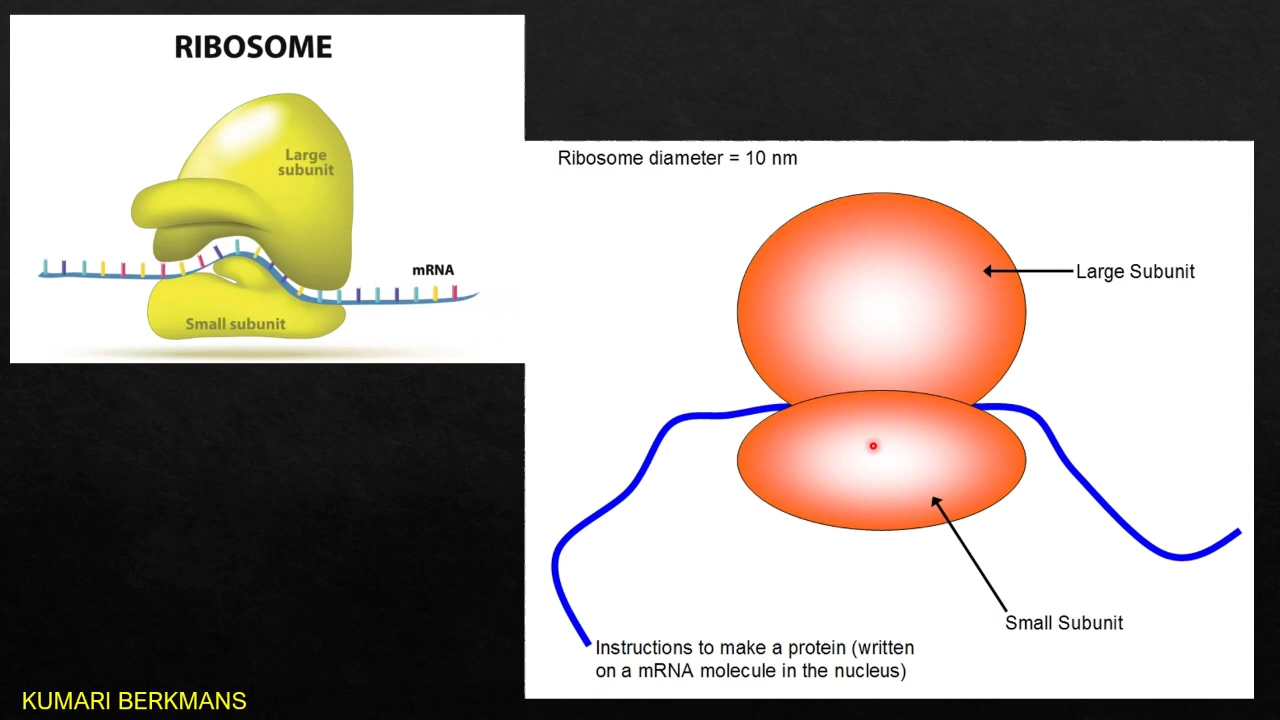 RIBOSOME
Large
subunit
mRNA
Small subunit
Ribosome diameter = 10 nm
Large Subunit
Small Subunit
Instructions to make a protein (written
on a mRNA molecule in the nucleus)
KUMARI BERKMANS